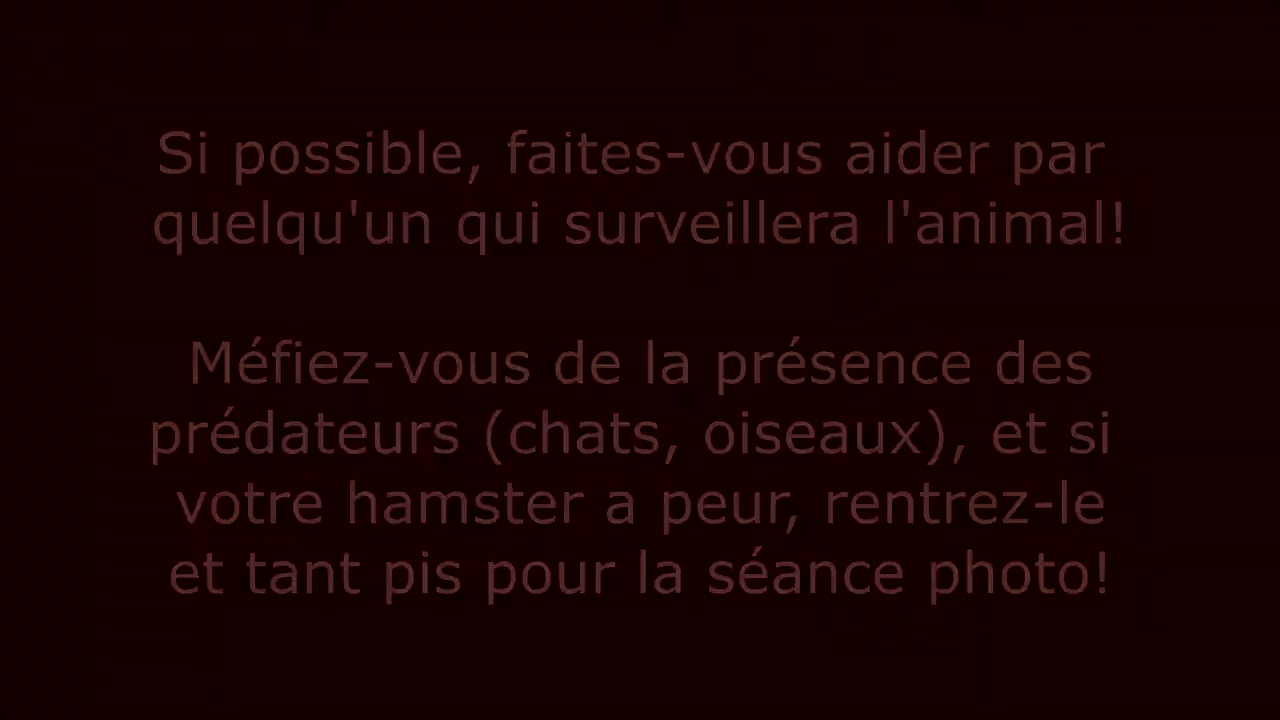 Si possible, faites-vous aider par
quelqu'un qui surveillera l'animal!
Méfiez-vous de la présence des
prédateurs (chats, oiseaux), et si
votre hamster a peur, rentrez-le
et tant pis pour la séance photo!